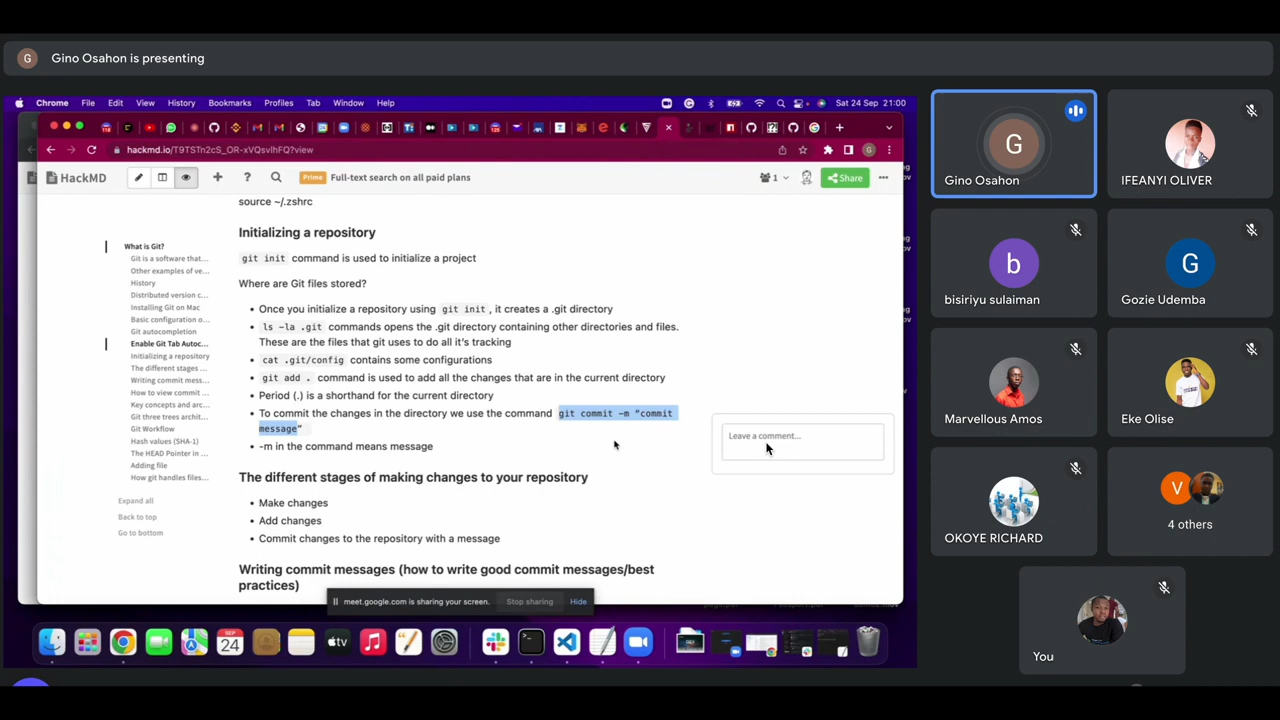 Gino Osahon is presenting
Chrome File Edit View History Bookmarks Profiles Tab Window Help
Sat 24 Sep 21:00
hackmd.io/T9TSTn2cS_OR-xVQsvlhFQ?view
HackMD
Prime Full-text search on all paid plans
1
Share
source ~/.zshrc
What is Git?
Git is a software that…
Other examples of ve…
History
Distributed version c…
Installing Git on Mac
Basic configuration o…
Git autocompletion
Enable Git Tab Autoc…
Initializing a repository
The different stages …
Writing commit mess…
How to view commit …
Key concepts and arc…
Git three trees archit…
Git Workflow
Hash values (SHA-1)
The HEAD Pointer in …
Adding file
How git handles files…
Expand all
Back to top
Go to bottom
Initializing a repository
git init command is used to initialize a project
Where are Git files stored?
• Once you initialize a repository using git init, it creates a .git directory
• ls -la .git commands opens the .git directory containing other directories and files.
These are the files that git uses to do all it's tracking
• cat .git/config contains some configurations
• git add . command is used to add all the changes that are in the current directory
• Period (.) is a shorthand for the current directory
• To commit the changes in the directory we use the command git commit -m "commit
message"
• -m in the command means message
The different stages of making changes to your repository
• Make changes
• Add changes
• Commit changes to the repository with a message
Writing commit messages (how to write good commit messages/best
practices)
Leave a comment...
meet.google.com is sharing your screen. Stop sharing Hide
SEP
24
tv
G
Gino Osahon
IFEANYI OLIVER
b
bisiriyu sulaiman
G
Gozie Udemba
Marvellous Amos
Eke Olise
OKOYE RICHARD
V
4 others
You